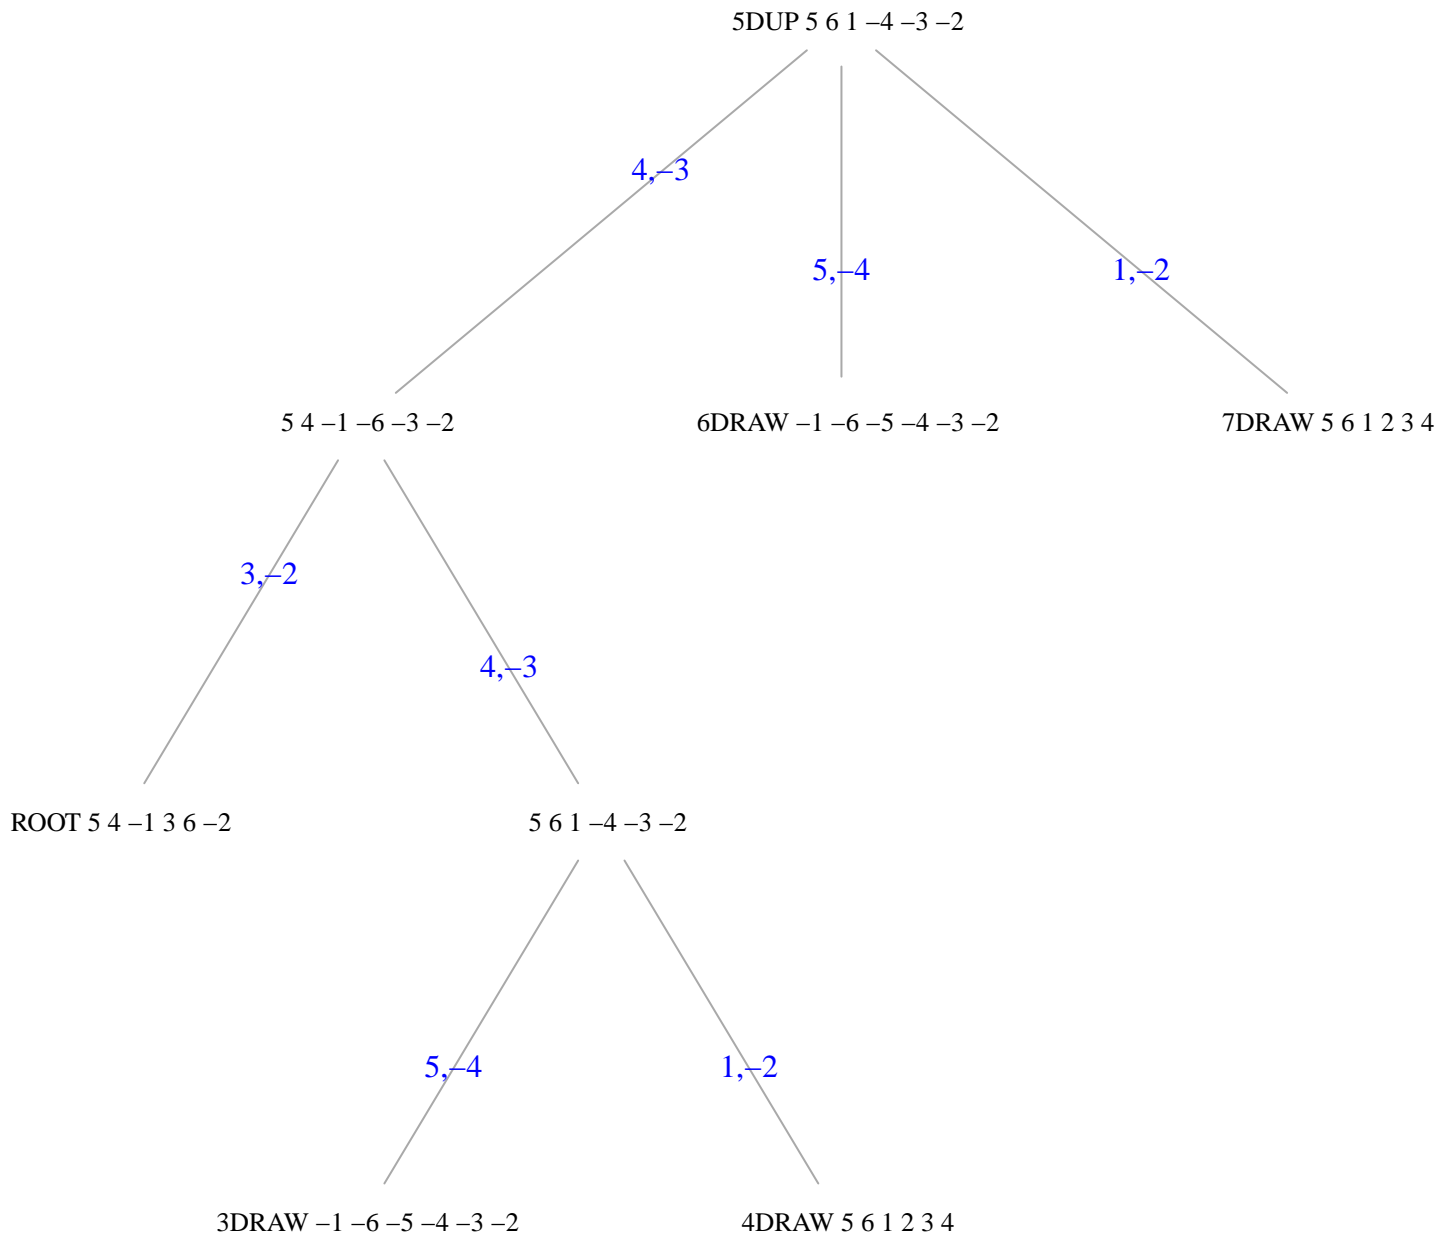 5DUP 5 6 1 –4 –3 –2
4,–3
5,–4
1,–2
5 4 –1 –6 –3 –2
6DRAW –1 –6 –5 –4 –3 –2
7DRAW 5 6 1 2 3 4
3,–2
4,–3
ROOT 5 4 –1 3 6 –2
5 6 1 –4 –3 –2
5,–4
1,–2
3DRAW –1 –6 –5 –4 –3 –2
4DRAW 5 6 1 2 3 4